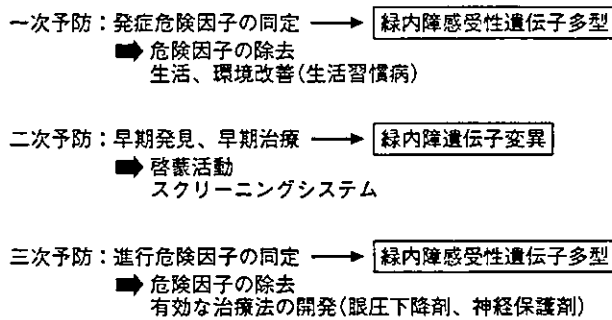 一次予防：発症危険因子の同定 → 緑内障感受性遺伝子多型
➡ 危険因子の除去
生活、環境改善(生活習慣病)
二次予防：早期発見、早期治療 → 緑内障遺伝子変異
➡ 啓蒙活動
スクリーニングシステム
三次予防：進行危険因子の同定 → 緑内障感受性遺伝子多型
➡ 危険因子の除去
有効な治療法の開発(眼圧下降剤、神経保護剤)